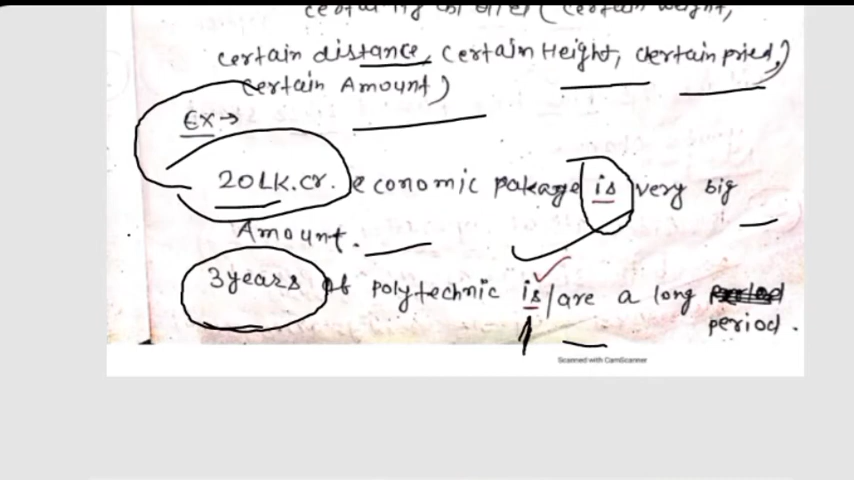 certain distance, certain Height, certain pried,)
certain Amount)
Ex→
20LK.cr. economic pakage is very big
Amount.
3years of polytechnic is/are a long
period.
Scanned with CamScanner